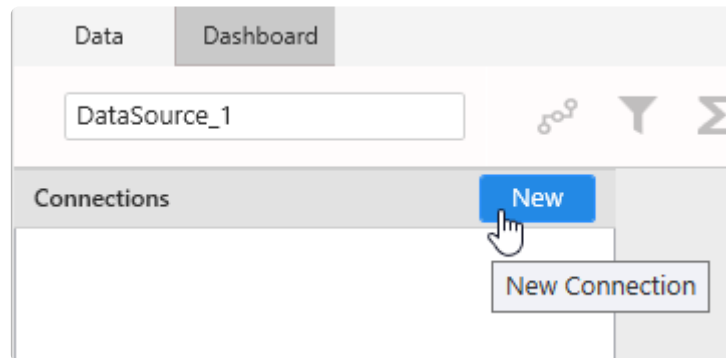 Data Dashboard
DataSource_1
Connections New
New Connection